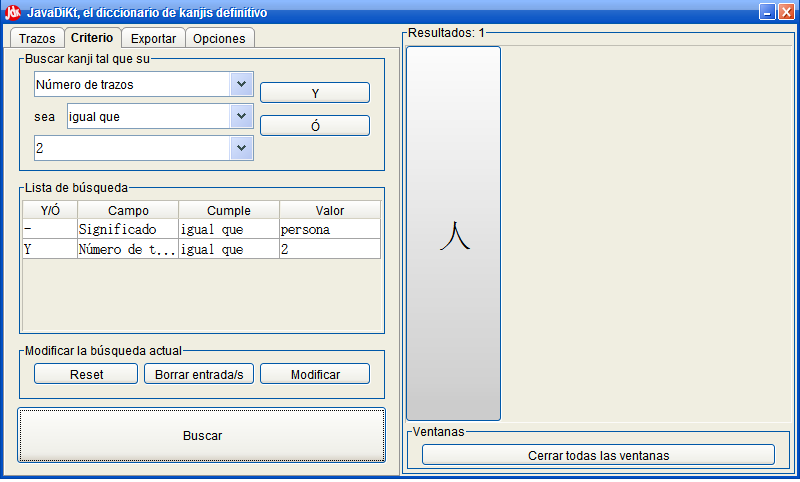 JavaDiKt, el diccionario de kanjis definitivo
Trazos Criterio Exportar Opciones
Buscar kanji tal que su
Número de trazos
Y
sea igual que
Ó
2
Lista de búsqueda
Y/Ó Campo Cumple Valor
- Significado igual que persona
Y Número de t... igual que 2
Modificar la búsqueda actual
Reset Borrar entrada/s Modificar
Buscar
Resultados: 1
人
Ventanas
Cerrar todas las ventanas